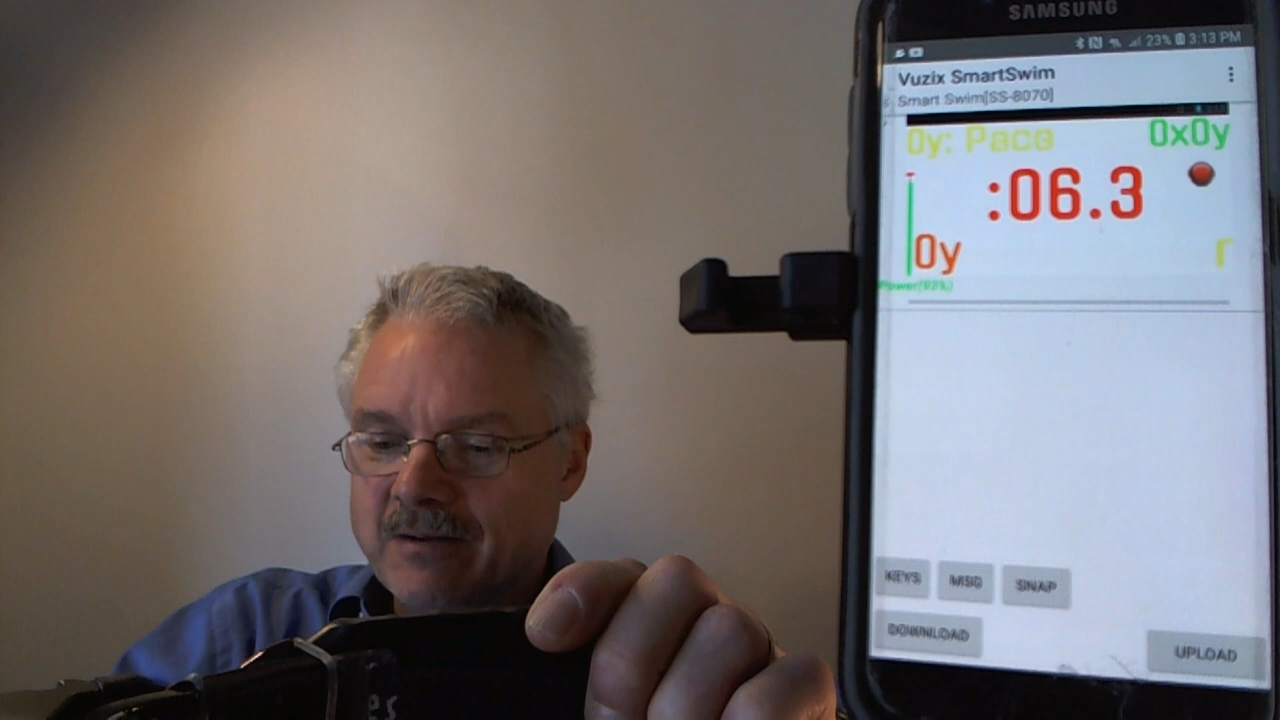 SAMSUNG
23% 3:13 PM
Vuzix SmartSwim
Smart Swim[SS-8070]
0y: Pace 0x0y
:06.3
0y r
Power(93%)
KEYS MSG SNAP
DOWNLOAD UPLOAD